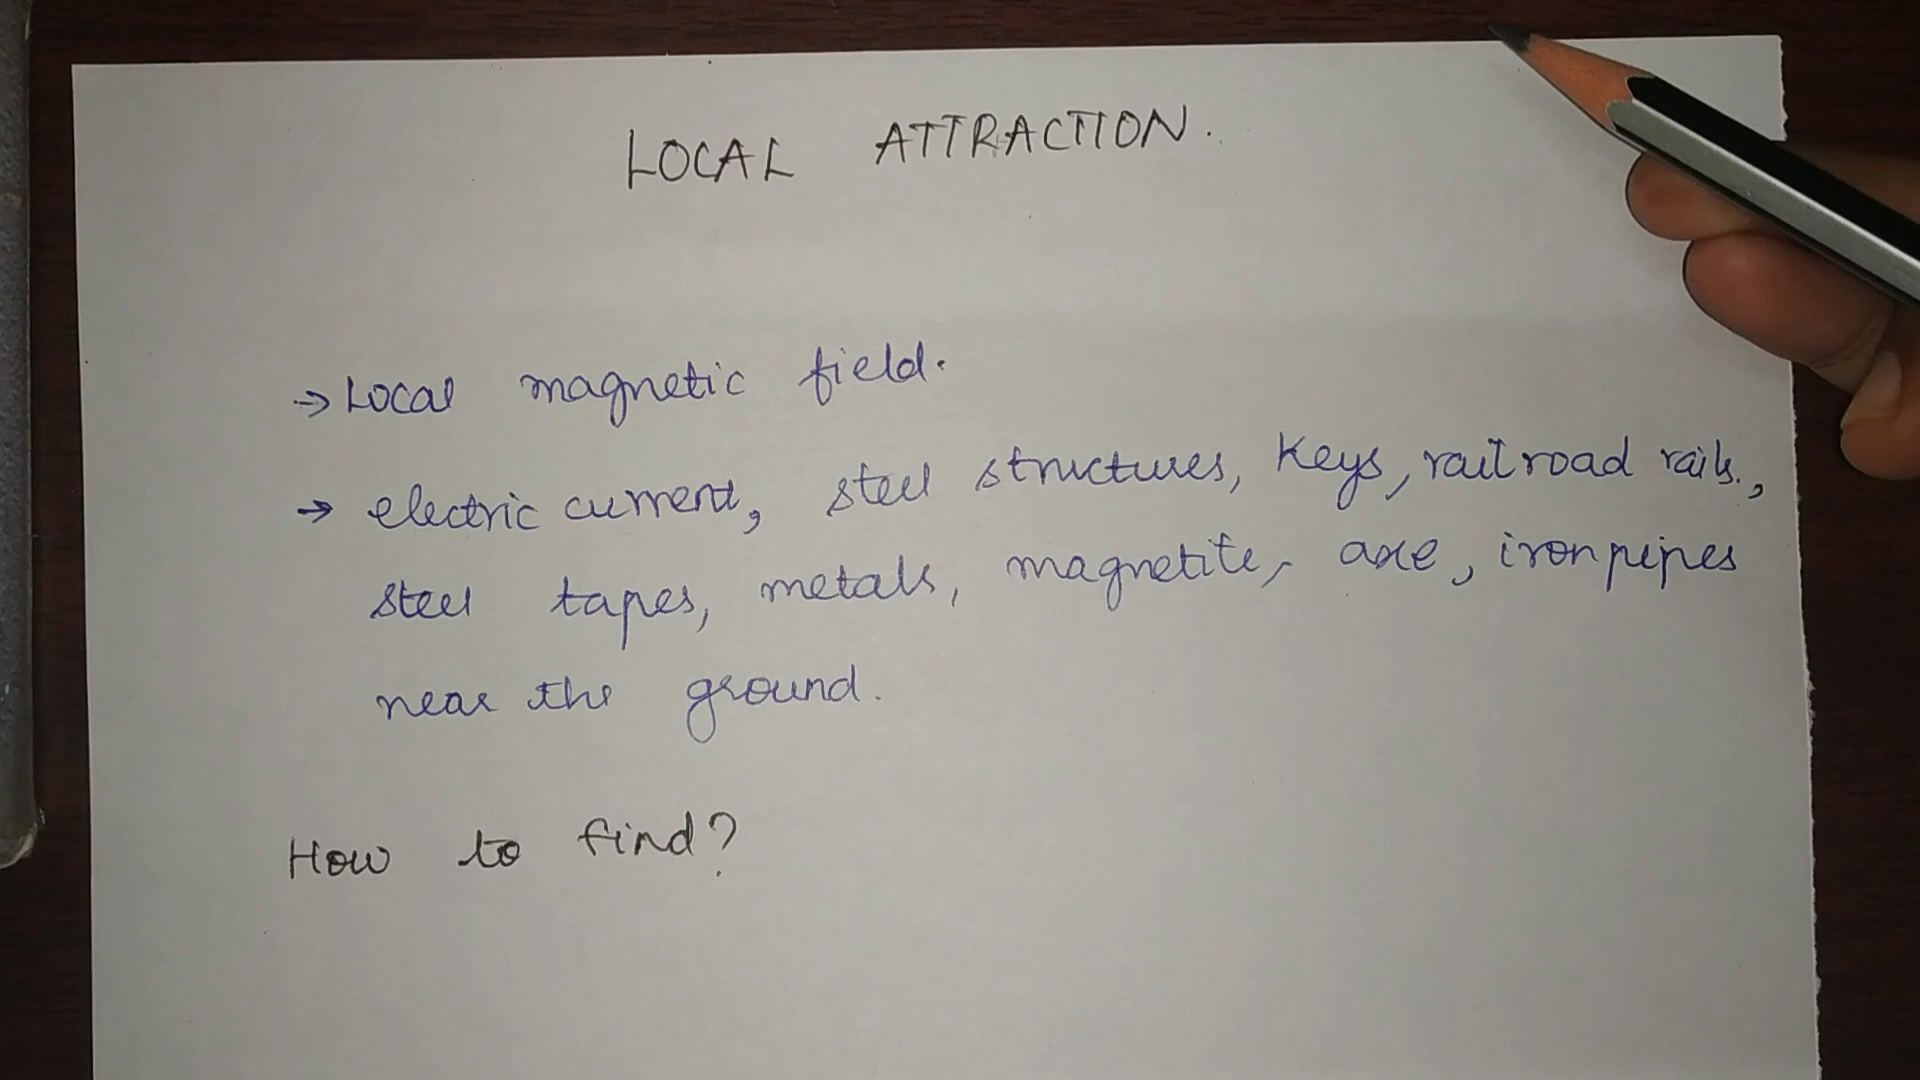 LOCAL ATTRACTION.
→ Local magnetic field.
→ electric current, steel structures, Keys, railroad rails.,
steel tapes, metals, magnetite, axe, iron pipes
near the ground.
How to find?